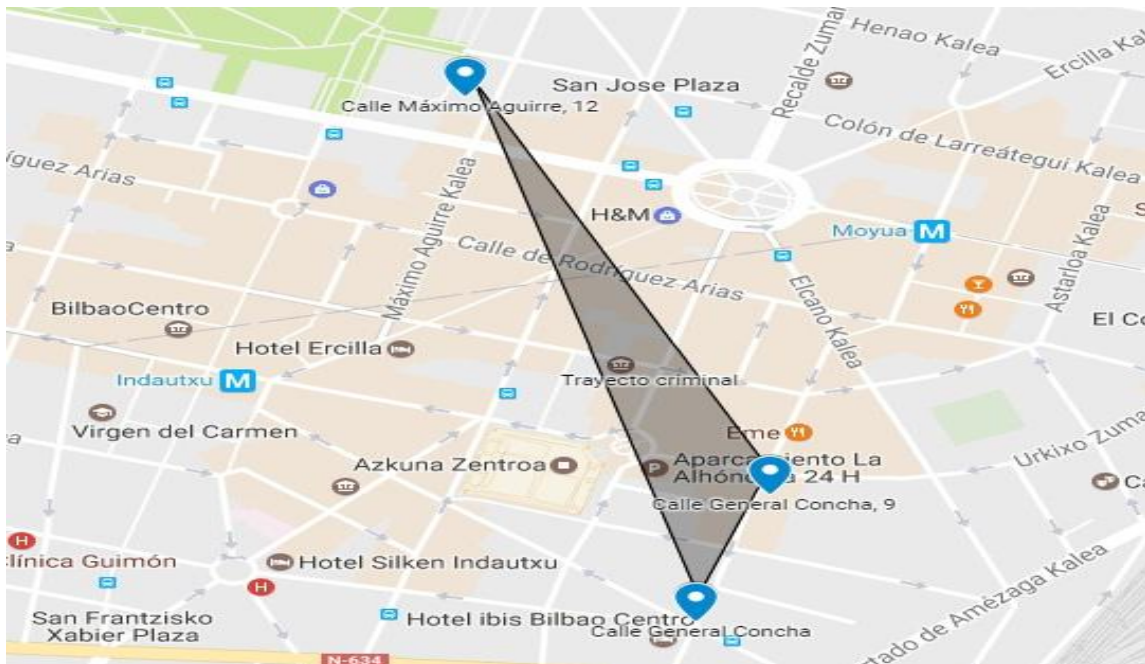 Henao Kalea
Ercilla Kalea
Recalde Zumar
San Jose Plaza
Calle Máximo Aguirre, 12
Colón de Larreátegui Kalea
íguez Arias
H&M
Moyua M
Máximo Aguirre Kalea
Calle de Rodríguez Arias
Elcano Kalea
Astarloa Kalea
BilbaoCentro
El Co
Hotel Ercilla
Indautxu M
Trayecto criminal
Virgen del Carmen
Eme
Urkixo Zuma
Azkuna Zentroa
P Aparcamiento La
Alhóndiga 24 H
Ca
Calle General Concha, 9
H
Clínica Guimón
H
Hotel Silken Indautxu
San Frantzisko
Xabier Plaza
Hotel ibis Bilbao Centro
Calle General Concha
rtado de Amézaga Kalea
N-634